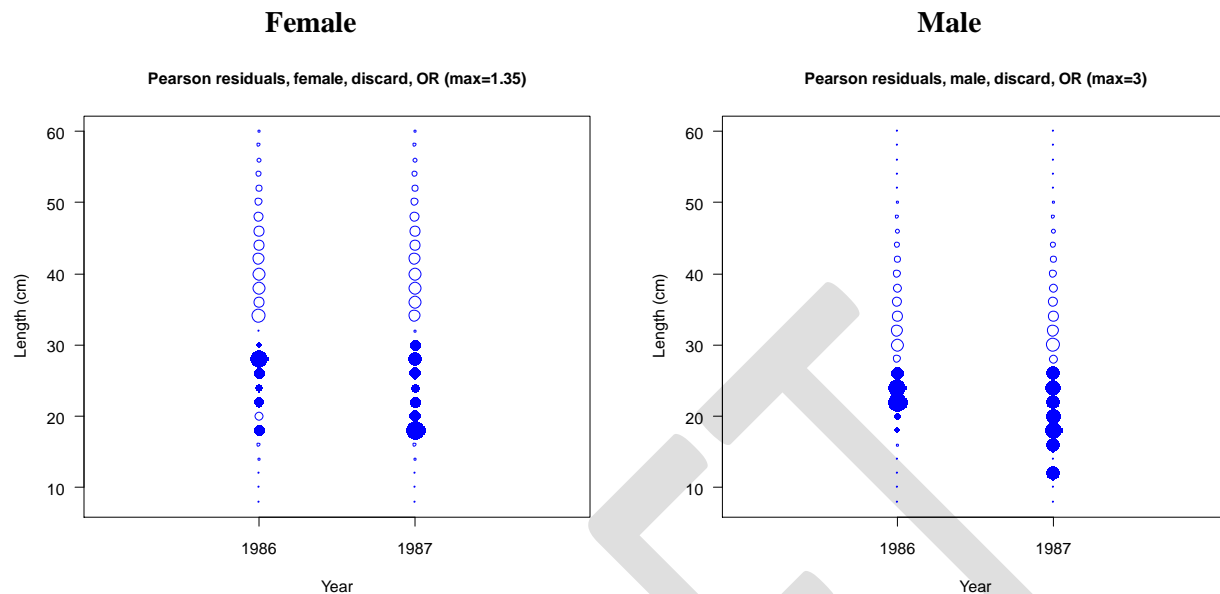 Female
Male
Pearson residuals, female, discard, OR (max=1.35)
60
50
40
30
20
10
Length (cm)
1986
1987
Year
Pearson residuals, male, discard, OR (max=3)
60
50
40
30
20
10
Length (cm)
1986
1987
Year